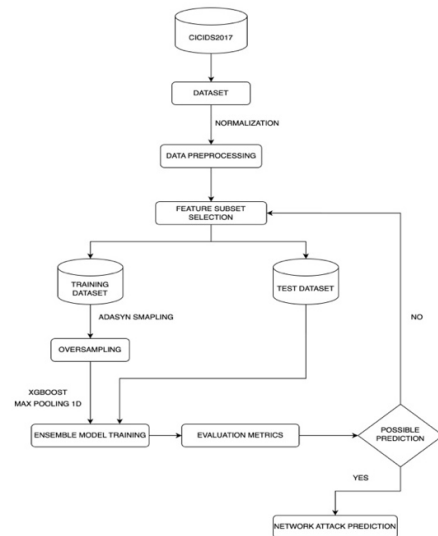 CICIDS2017
DATASET
NORMALIZATION
DATA PREPROCESSING
FEATURE SUBSET
SELECTION
TRAINING
DATASET
TEST DATASET
NO
ADASYN SMAPLING
OVERSAMPLING
XGBOOST
MAX POOLING 1D
ENSEMBLE MODEL TRAINING
EVALUATION METRICS
POSSIBLE
PREDICTION
YES
NETWORK ATTACK PREDICTION